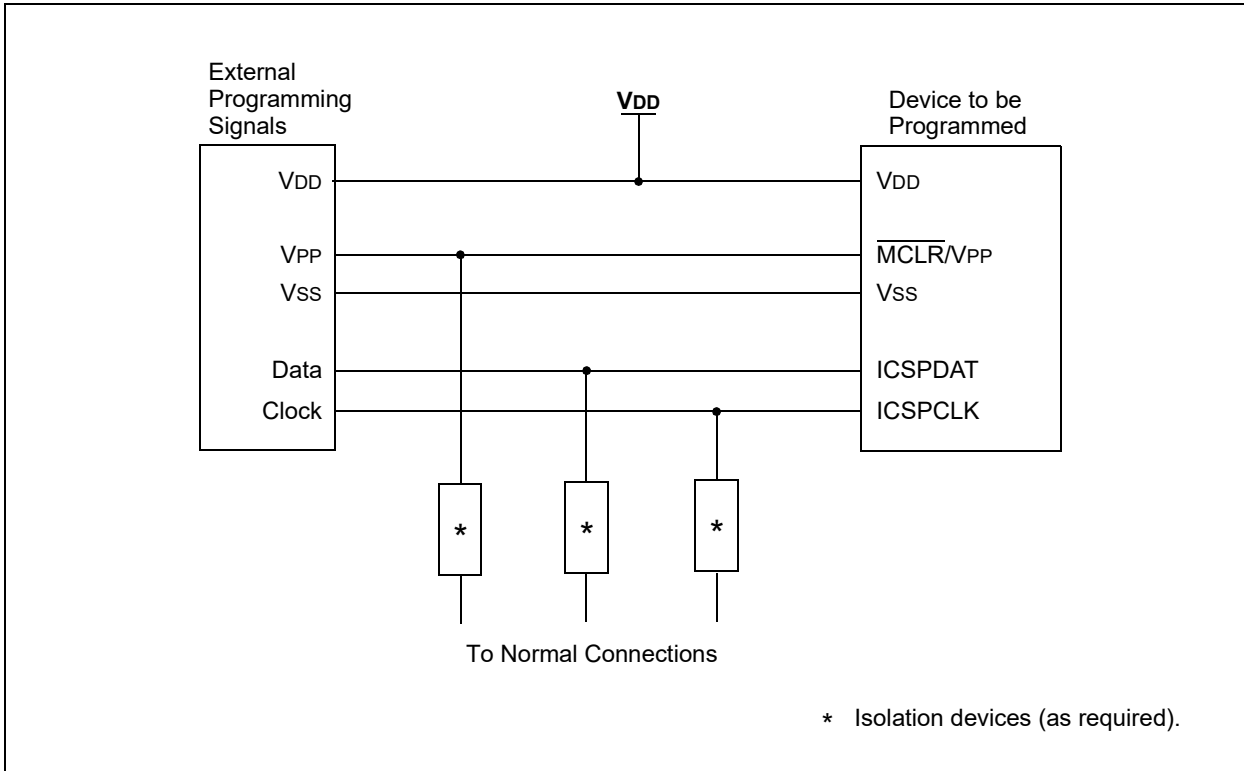 External
Programming
Signals
VDD
Device to be
Programmed
VDD
VDD
VPP
MCLR/VPP
VSS
VSS
Data
ICSPDAT
Clock
ICSPCLK
*
*
*
To Normal Connections
* Isolation devices (as required).